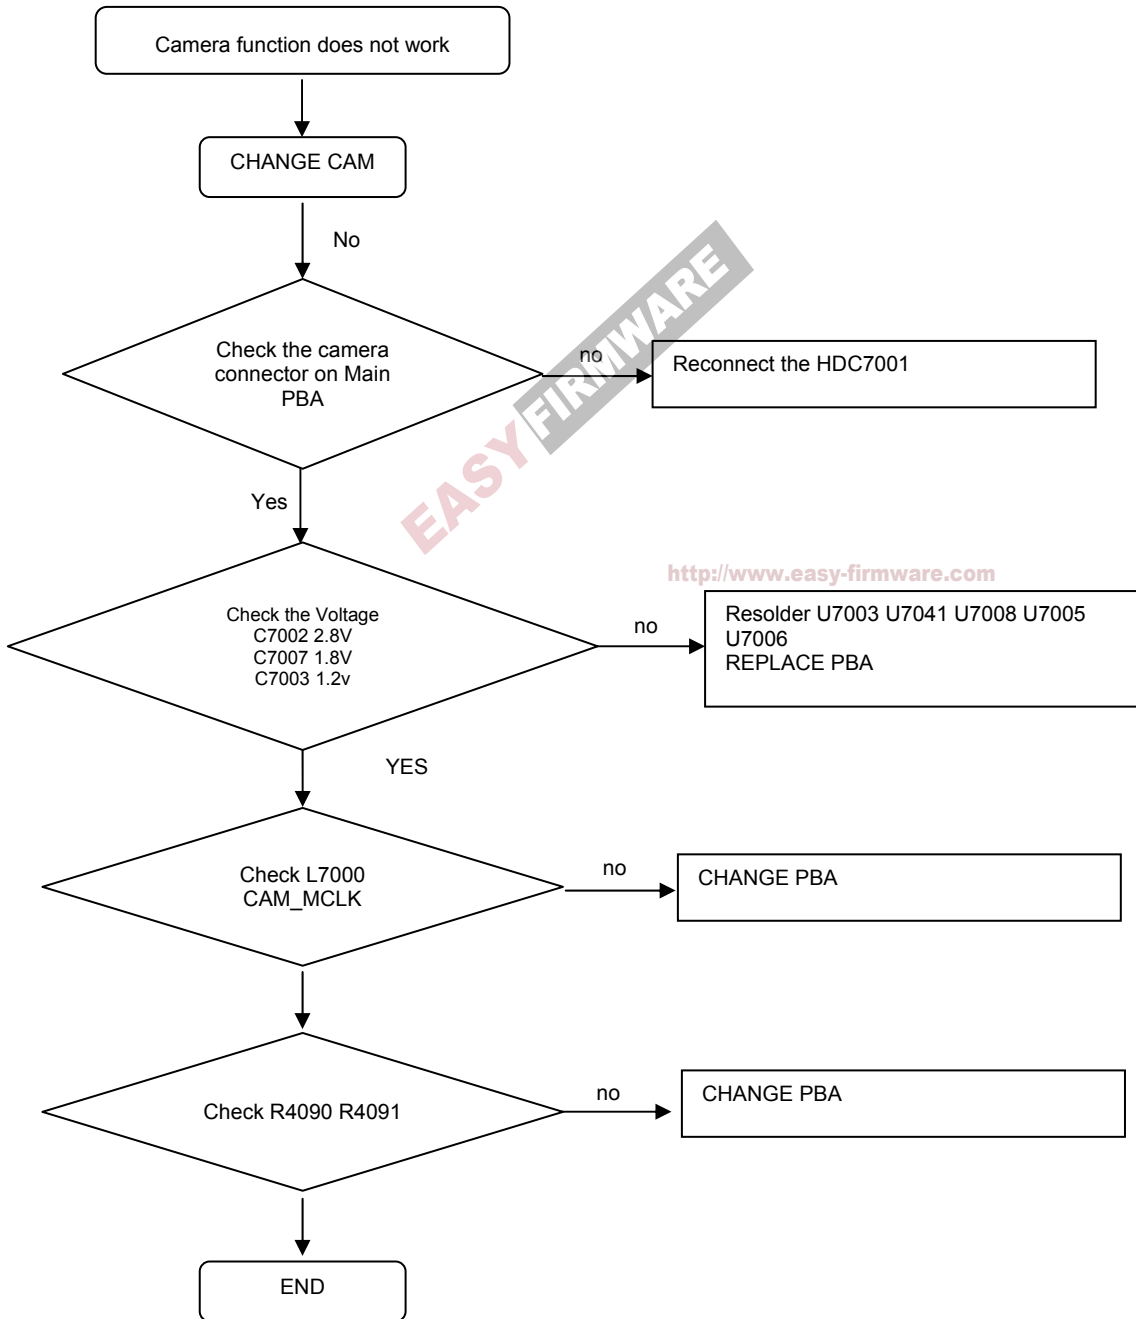 Camera function does not work
CHANGE CAM
No
Check the camera
connector on Main
PBA
no
Reconnect the HDC7001
EASY FIRMWARE
Yes
http://www.easy-firmware.com
Check the Voltage
C7002 2.8V
C7007 1.8V
C7003 1.2v
no
Resolder U7003 U7041 U7008 U7005
U7006
REPLACE PBA
YES
Check L7000
CAM_MCLK
no
CHANGE PBA
Check R4090 R4091
no
CHANGE PBA
END